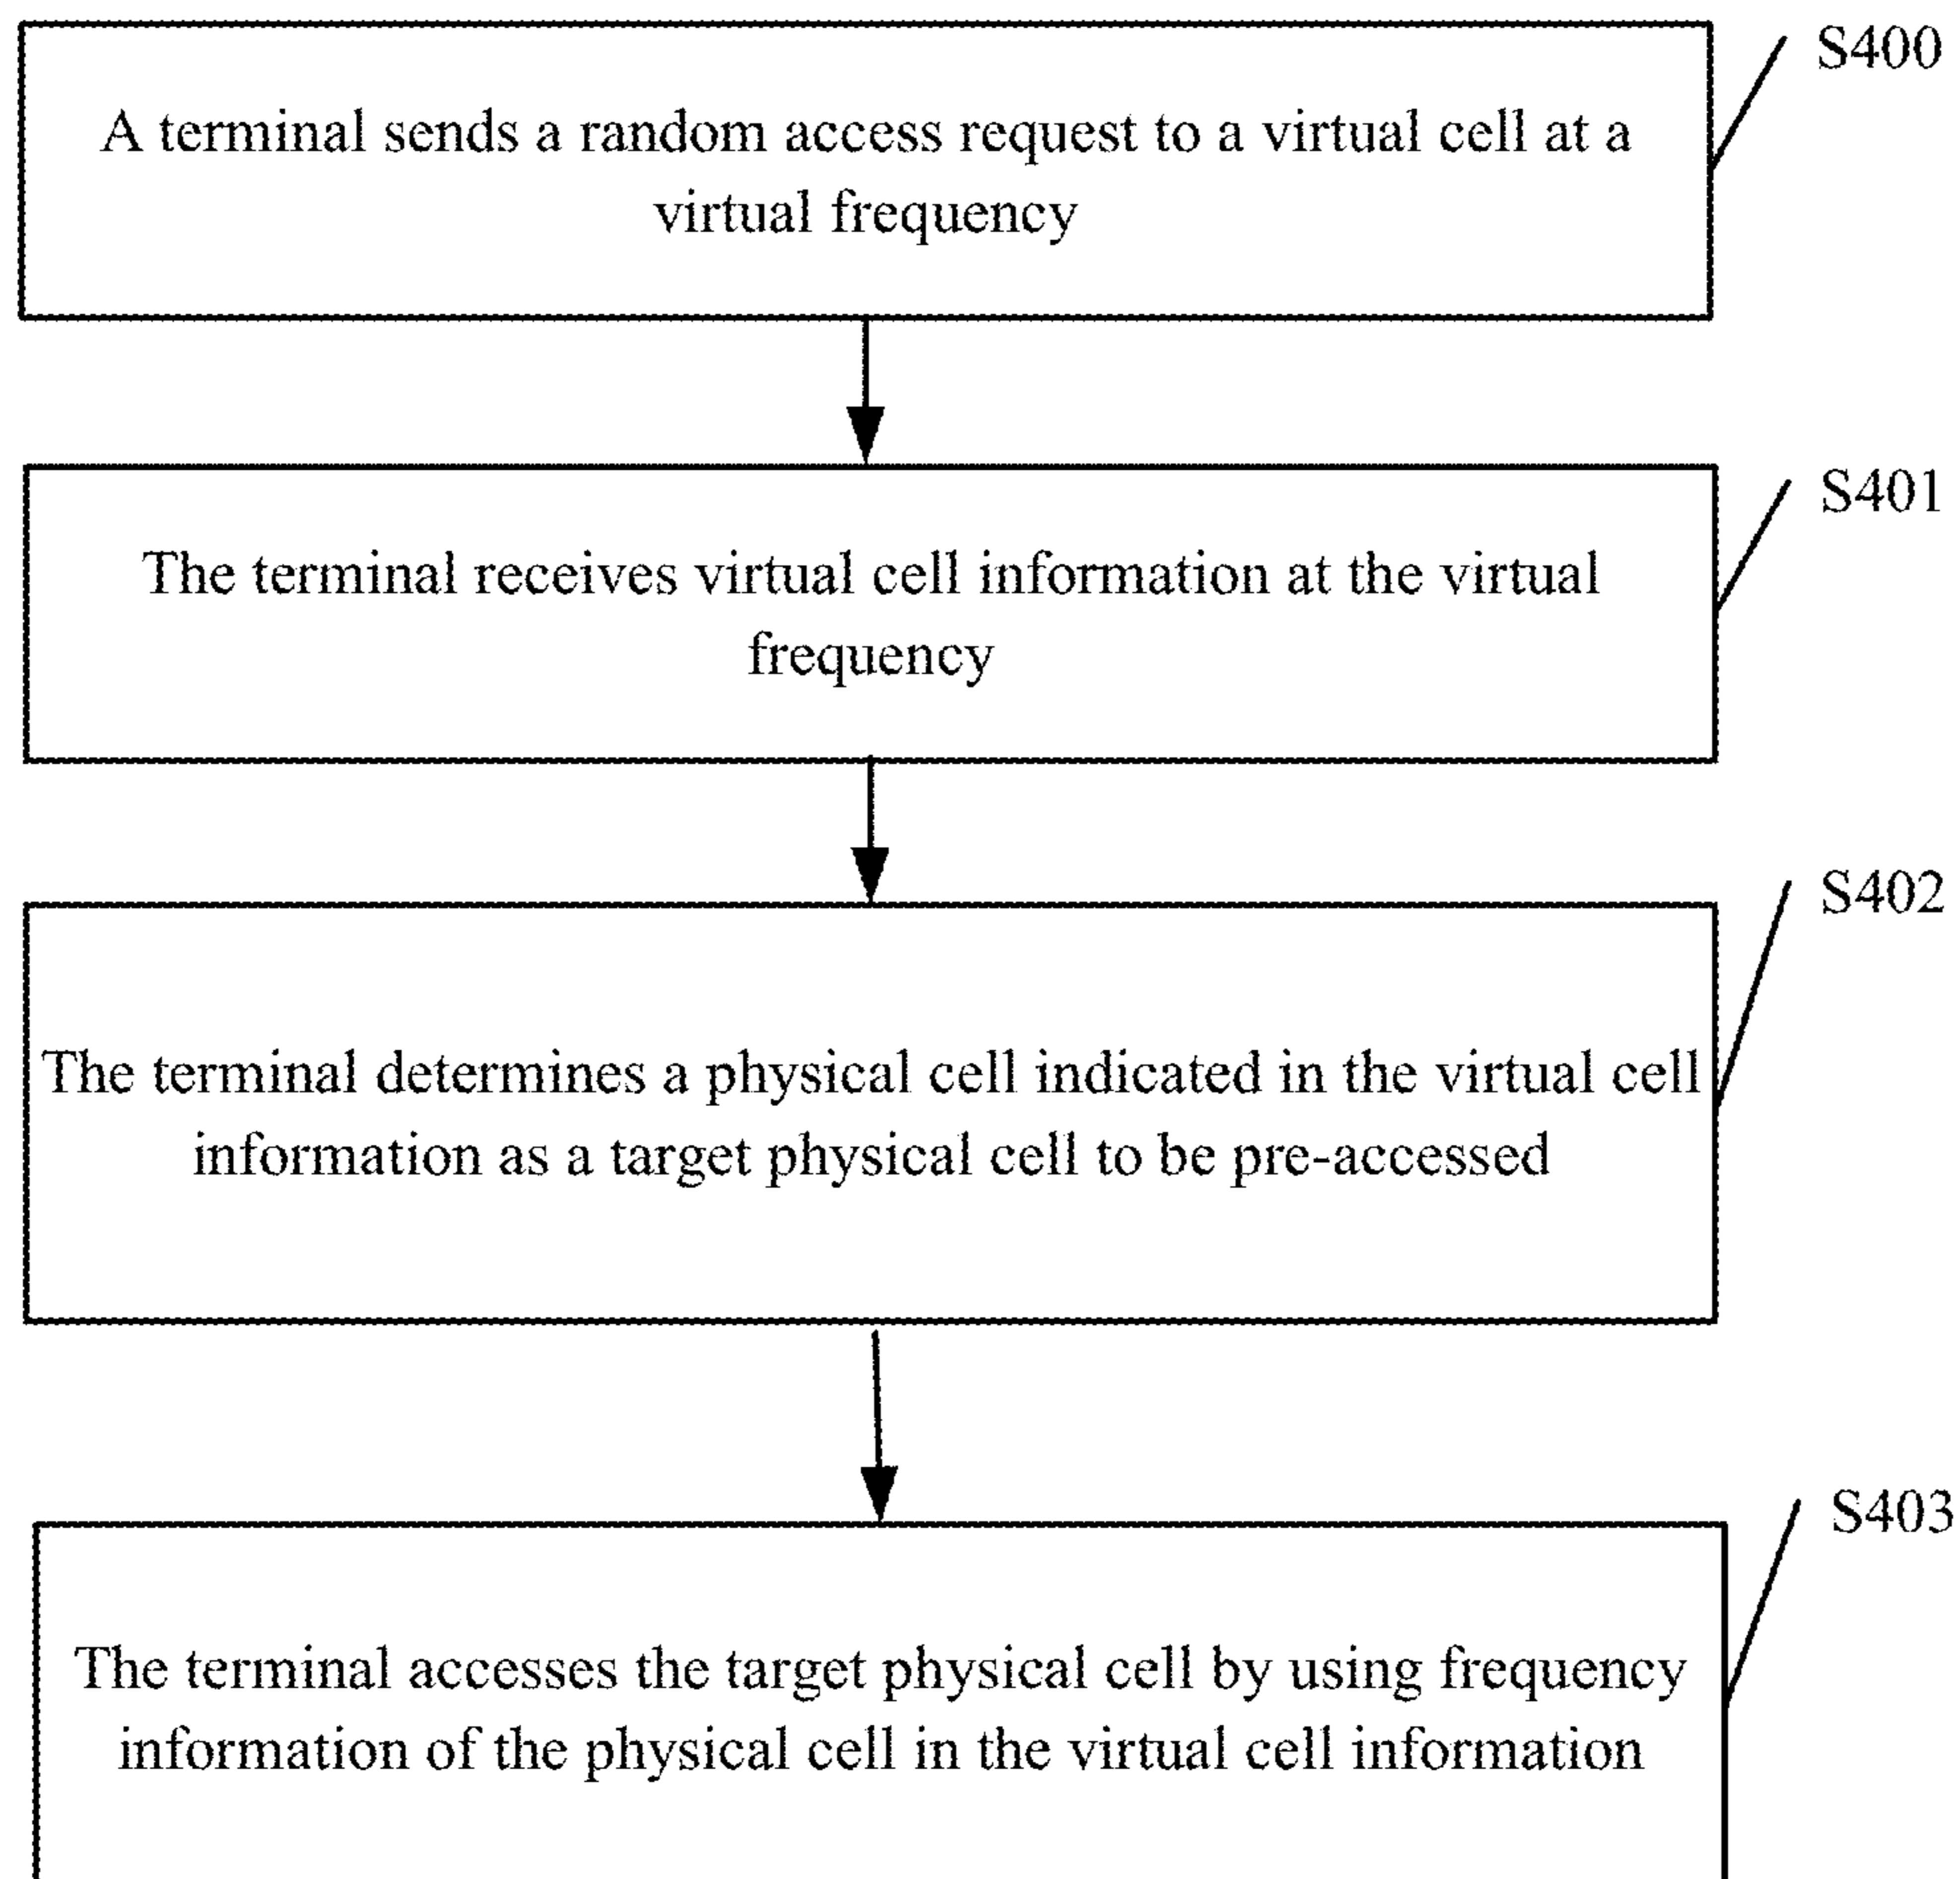 S400
A terminal sends a random access request to a virtual cell at a
virtual frequency
S401
The terminal receives virtual cell information at the virtual
frequency
S402
The terminal determines a physical cell indicated in the virtual cell
information as a target physical cell to be pre-accessed
S403
The terminal accesses the target physical cell by using frequency
information of the physical cell in the virtual cell information